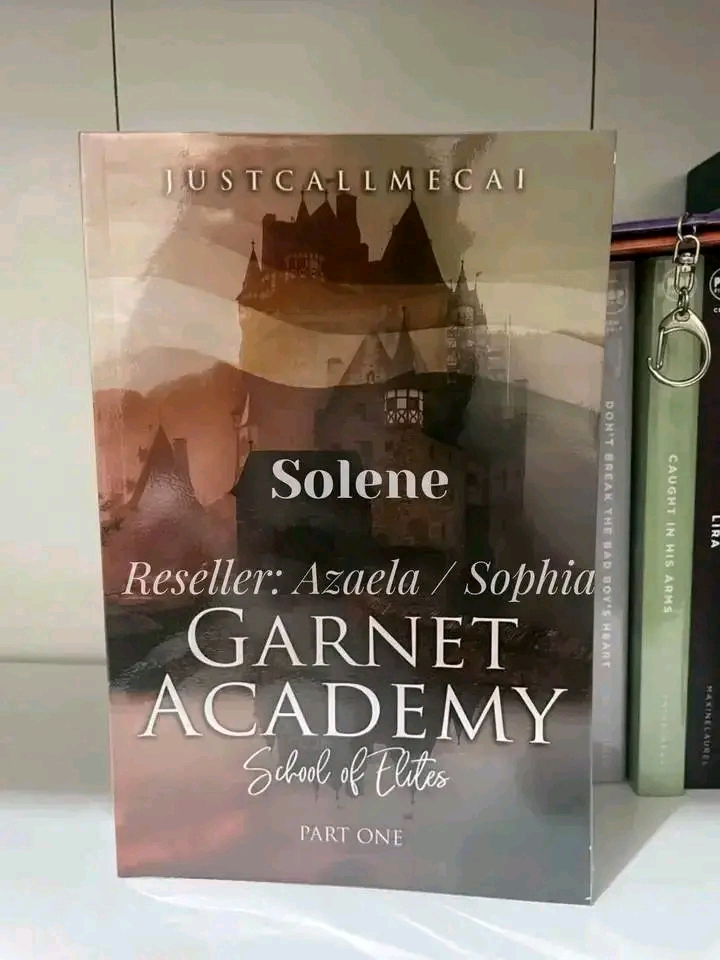 JUSTCALLMECAI
Solene
Reseller: Azaela / Sophia
GARNET
ACADEMY
School of Elites
PART ONE
DON'T BREAK THE BAD BOY'S HEART
CAUGHT IN HIS ARMS
LIRA
MAXINELAUREL